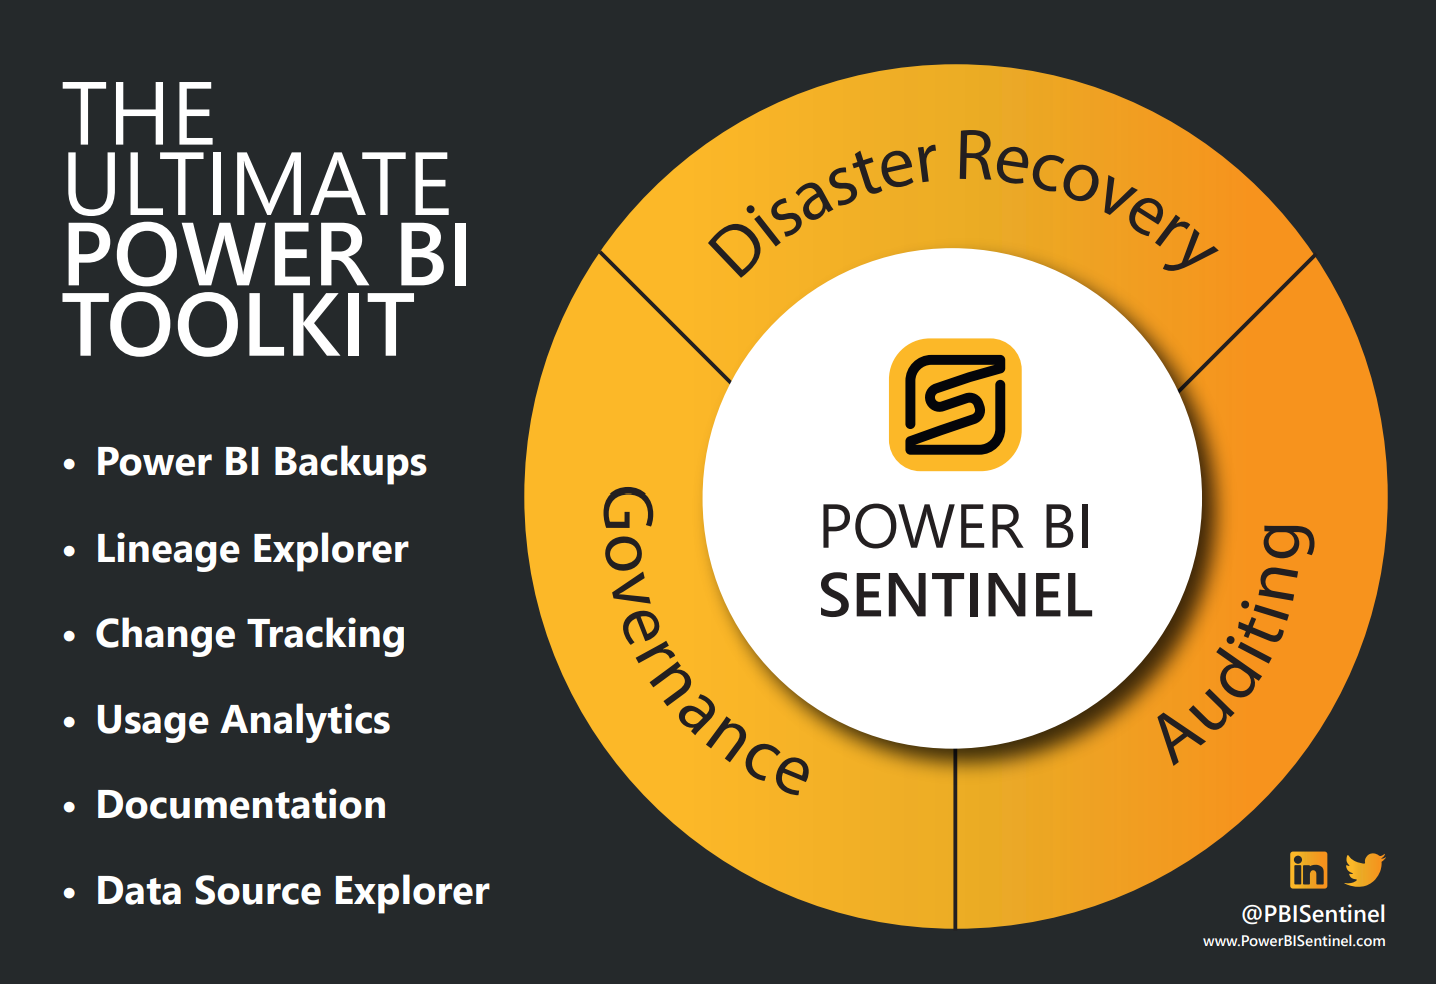 THE
ULTIMATE
POWER BI
TOOLKIT
• Power BI Backups
• Lineage Explorer
• Change Tracking
• Usage Analytics
• Documentation
• Data Source Explorer
Disaster Recovery
Governance
Auditing
POWER BI
SENTINEL
in
@PBISentinel
www.PowerBISentinel.com